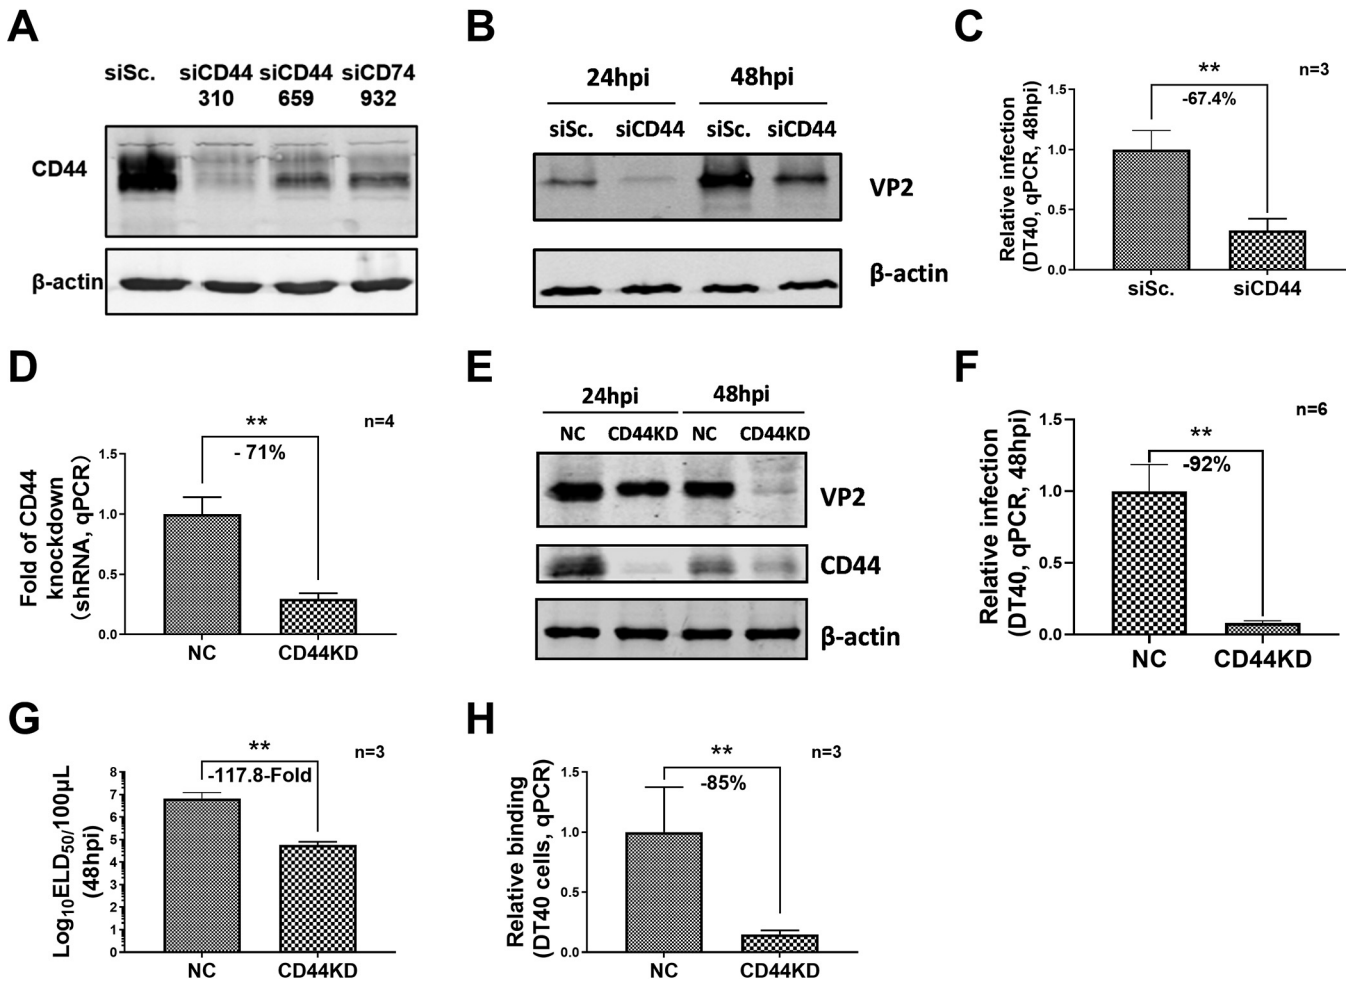 A
siSc. siCD44 siCD44 siCD74
310 659 932
CD44
β-actin
B
24hpi 48hpi
siSc. siCD44 siSc. siCD44
VP2
β-actin
C
Relative infection
(DT40, qPCR, 48hpi)
1.5
1.0
0.5
0.0
**
-67.4%
n=3
siSc. siCD44
D
Fold of CD44
knockdown
(shRNA, qPCR)
1.5
1.0
0.5
0.0
**
- 71%
n=4
NC CD44KD
E
24hpi 48hpi
NC CD44KD NC CD44KD
VP2
CD44
β-actin
F
Relative infection
(DT40, qPCR, 48hpi)
1.5
1.0
0.5
0.0
**
-92%
n=6
NC CD44KD
G
Log10ELD50/100μL
(48hpi)
8
7
6
5
4
3
2
1
0
**
-117.8-Fold
n=3
NC CD44KD
H
Relative binding
(DT40 cells, qPCR)
1.5
1.0
0.5
0.0
**
-85%
n=3
NC CD44KD